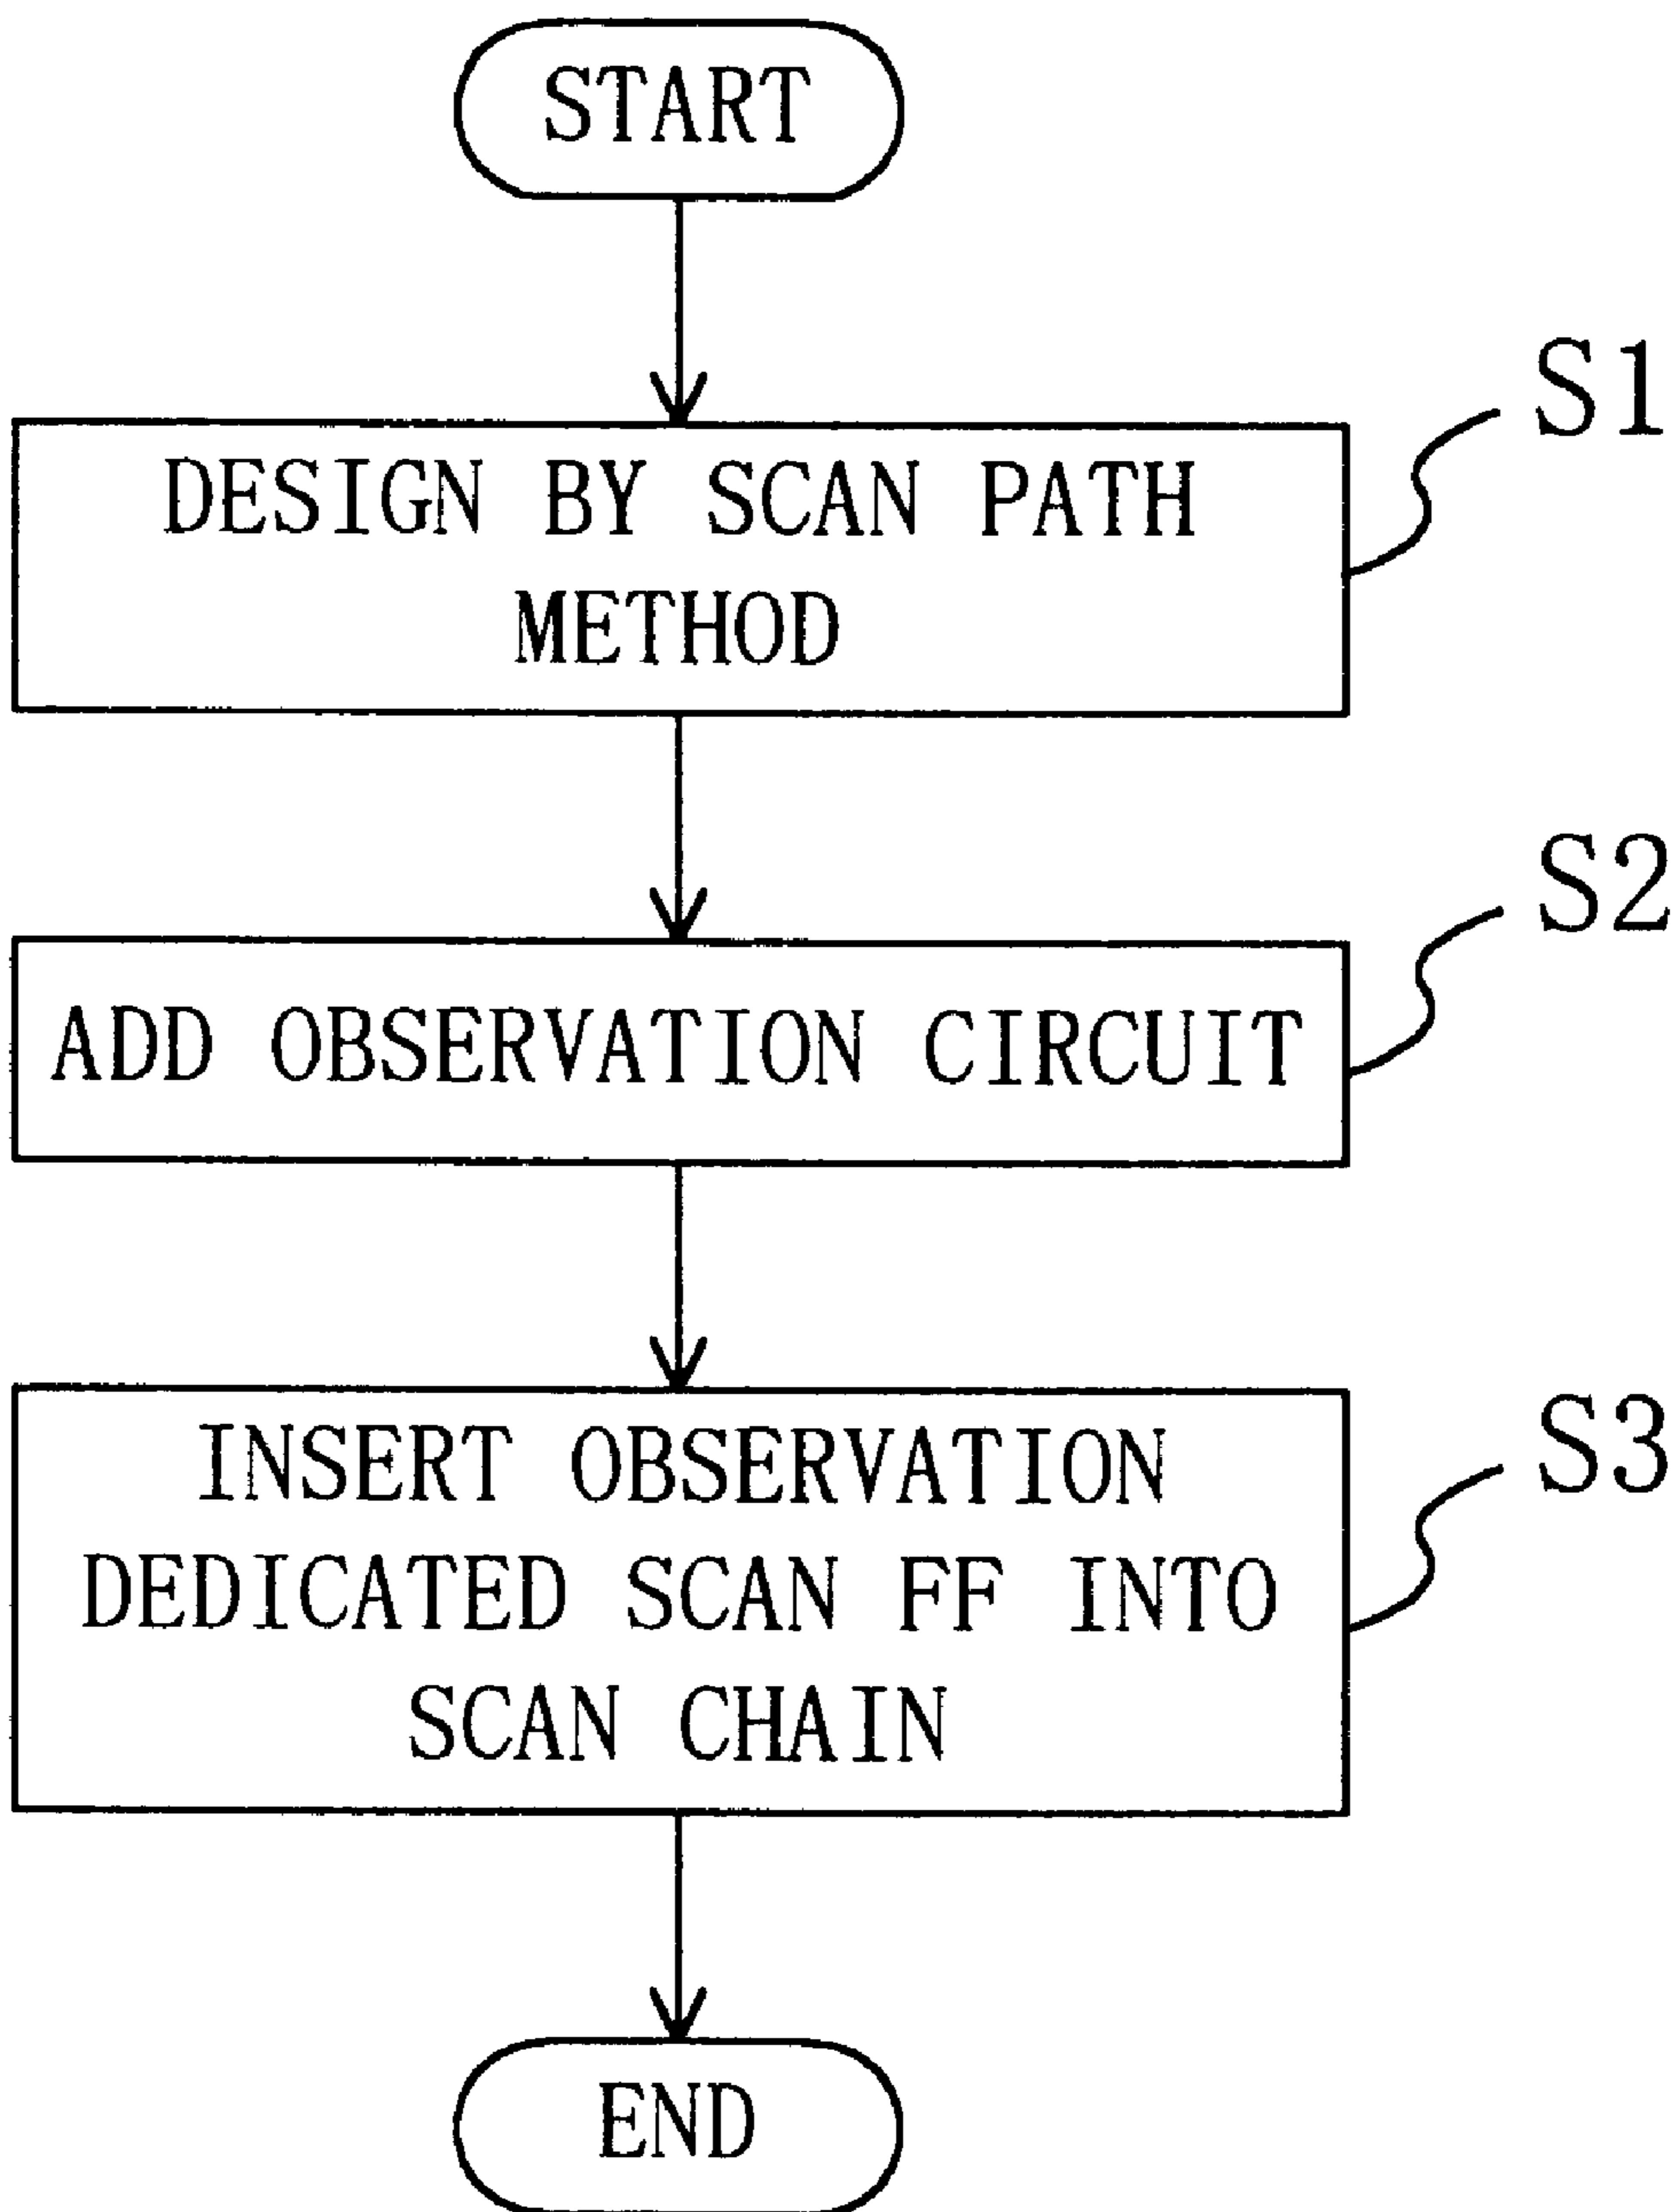 START
S1
DESIGN BY SCAN PATH
METHOD
S2
ADD OBSERVATION CIRCUIT
S3
INSERT OBSERVATION
DEDICATED SCAN FF INTO
SCAN CHAIN
END